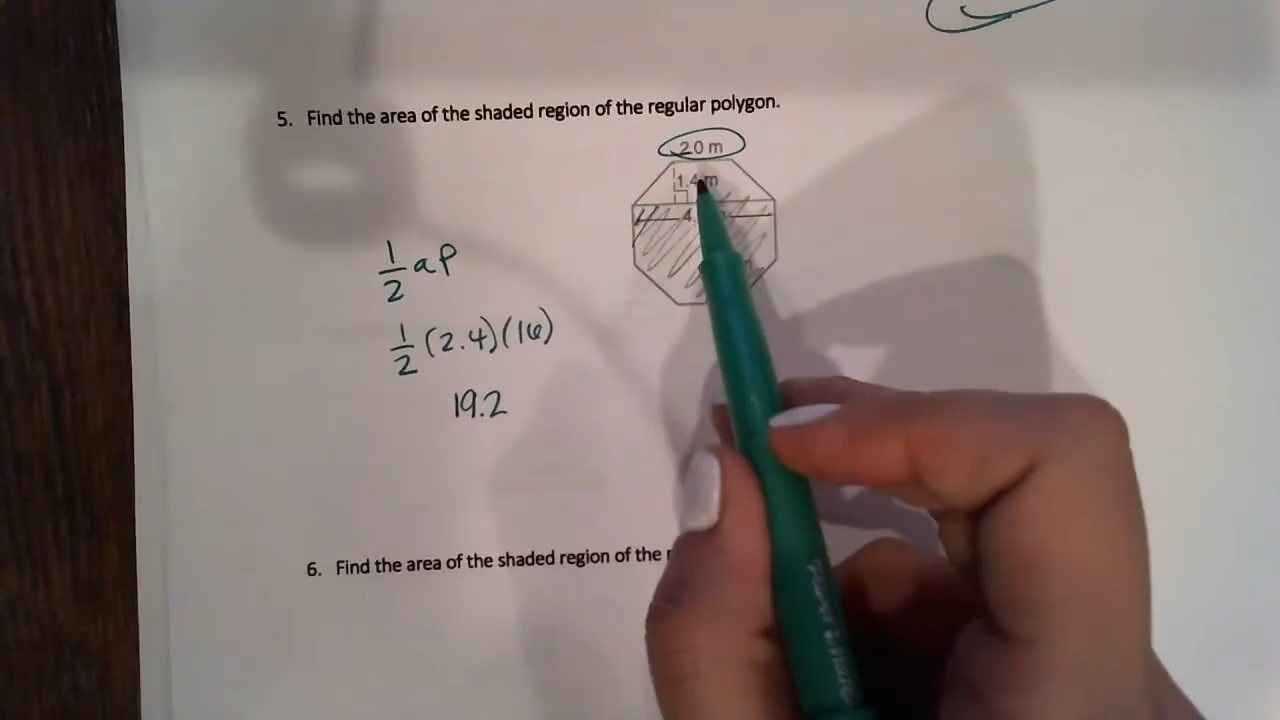 5. Find the area of the shaded region of the regular polygon.
2.0 m
1.4 m
4.
1/2 ap
1/2 (2.4)(16)
19.2
6. Find the area of the shaded region of the